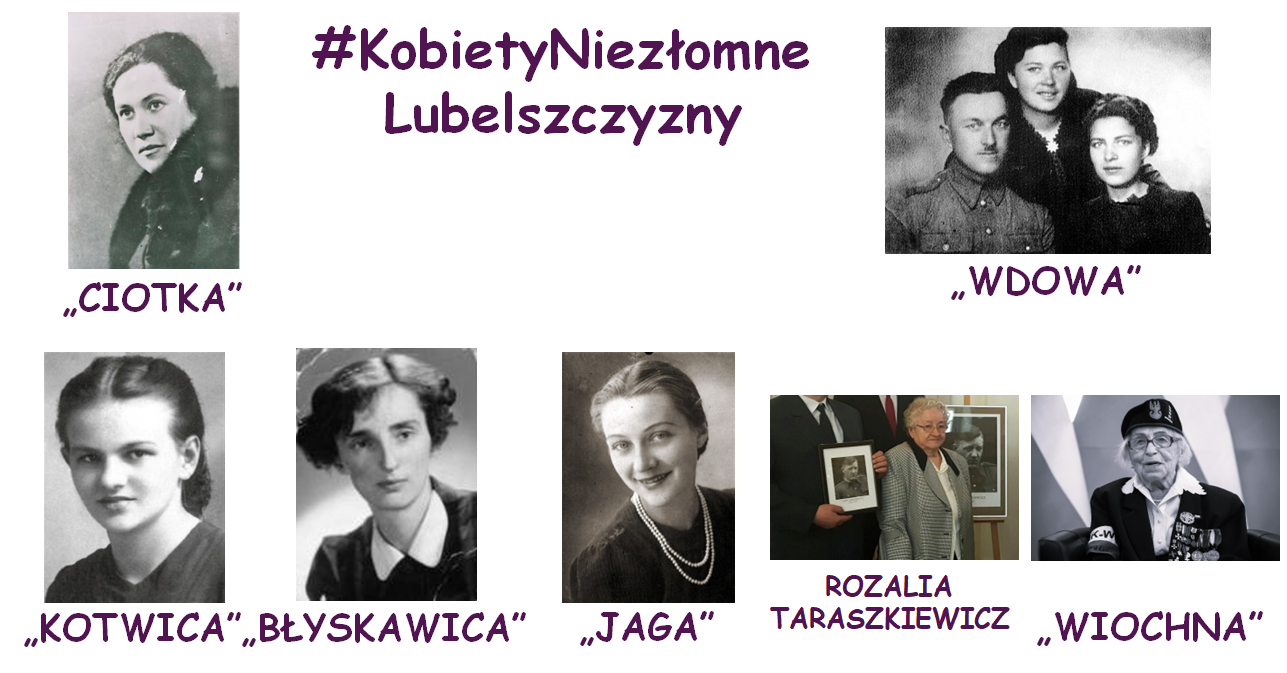 #KobietyNiezłomne
Lubelszczyzny
„CIOTKA”
„WDOWA”
„KOTWICA”
„BŁYSKAWICA”
„JAGA”
ROZALIA
TARASZKIEWICZ
„WIOCHNA”
K-W